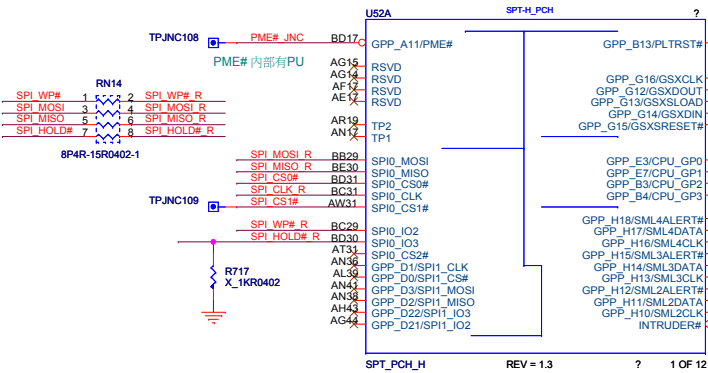 U52A
SPT-H_PCH
?
TPJNC108
PME#_JNC
BD17
GPP_A11/PME#
GPP_B13/PLTRST#
PME# 内部有PU
AG15
RSVD
AG14
RSVD
AF17
RSVD
AE17
RSVD
GPP_G16/GSXCLK
GPP_G12/GSXDOUT
GPP_G13/GSXSLOAD
GPP_G14/GSXDIN
GPP_G15/GSXSRESET#
RN14
SPI_WP# 1 2 SPI_WP#_R
SPI_MOSI 3 4 SPI_MOSI_R
SPI_MISO 5 6 SPI_MISO_R
SPI_HOLD# 7 8 SPI_HOLD#_R
8P4R-15R0402-1
AR19
TP2
AN17
TP1
SPI_MOSI_R BB29 SPI0_MOSI
SPI_MISO_R BE30 SPI0_MISO
SPI_CS0# BD31 SPI0_CS0#
SPI_CLK_R BC31 SPI0_CLK
TPJNC109
SPI_CS1# AW31 SPI0_CS1#
GPP_E3/CPU_GP0
GPP_E7/CPU_GP1
GPP_B3/CPU_GP2
GPP_B4/CPU_GP3
SPI_WP#_R BC29 SPI0_IO2
SPI_HOLD#_R BD30 SPI0_IO3
AT31 SPI0_CS2#
AN36 GPP_D1/SPI1_CLK
AL39 GPP_D0/SPI1_CS#
AN41 GPP_D3/SPI1_MOSI
AN38 GPP_D2/SPI1_MISO
AH43 GPP_D22/SPI1_IO3
AG44 GPP_D21/SPI1_IO2
R717
X_1KR0402
GPP_H18/SML4ALERT#
GPP_H17/SML4DATA
GPP_H16/SML4CLK
GPP_H15/SML3ALERT#
GPP_H14/SML3DATA
GPP_H13/SML3CLK
GPP_H12/SML2ALERT#
GPP_H11/SML2DATA
GPP_H10/SML2CLK
INTRUDER#
SPT_PCH_H
REV = 1.3
?
1 OF 12